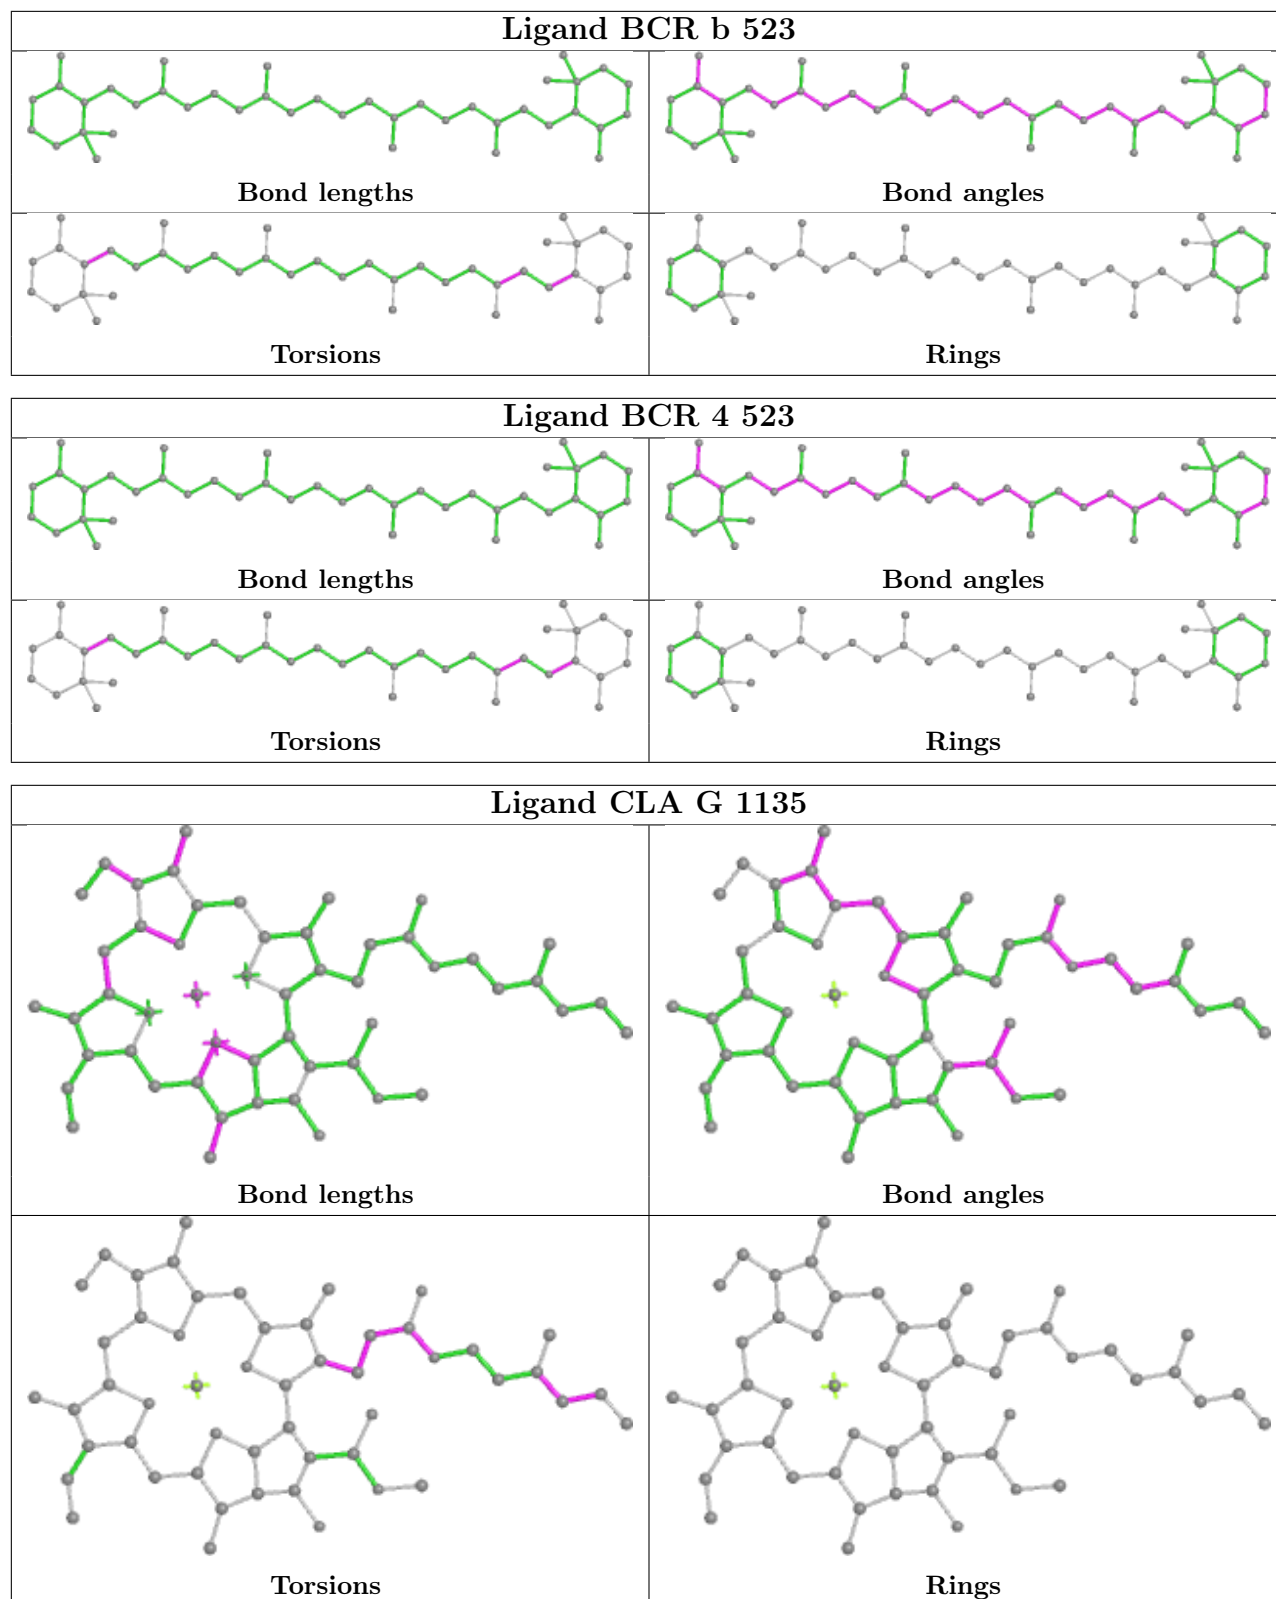 Ligand BCR b 523
Bond lengths
Bond angles
Torsions
Rings
Ligand BCR 4 523
Bond lengths
Bond angles
Torsions
Rings
Ligand CLA G 1135
Bond lengths
Bond angles
Torsions
Rings